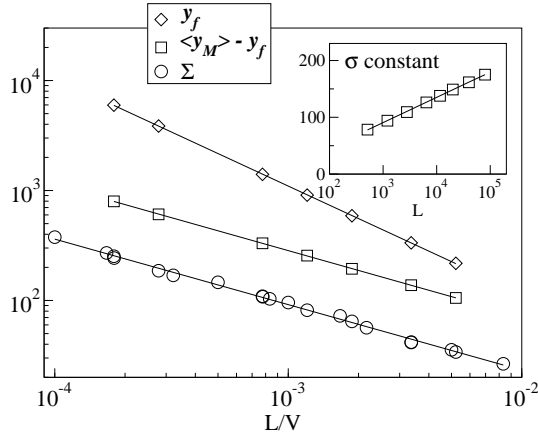 y_f
<y_M> - y_f
Σ
10^4
10^3
10^2
10^-4
10^-3
10^-2
L/V
σ constant
200
100
0
10^2
10^3
10^4
10^5
L